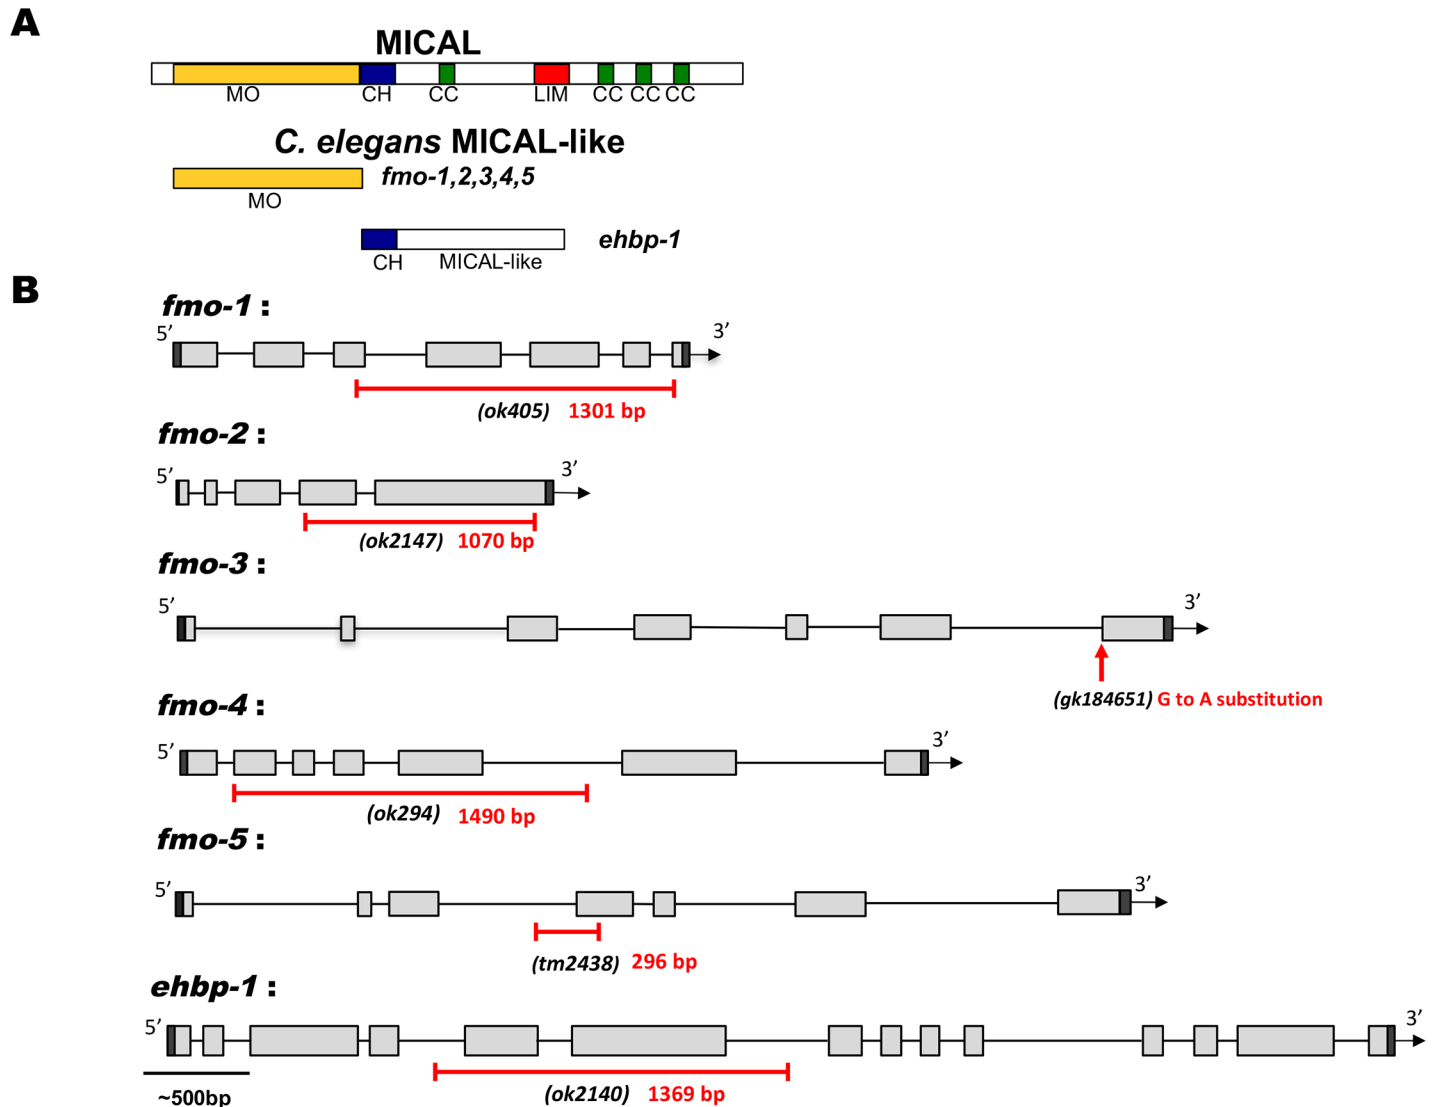 A
MICAL
MO CH CC LIM CC CC CC
C. elegans MICAL-like
fmo-1,2,3,4,5
MO
ehbp-1
CH MICAL-like
B
fmo-1 :
5’ 3’
(ok405) 1301 bp
fmo-2 :
5’ 3’
(ok2147) 1070 bp
fmo-3 :
5’ 3’
(gk184651) G to A substitution
fmo-4 :
5’ 3’
(ok294) 1490 bp
fmo-5 :
5’ 3’
(tm2438) 296 bp
ehbp-1 :
5’ 3’
(ok2140) 1369 bp
~500bp